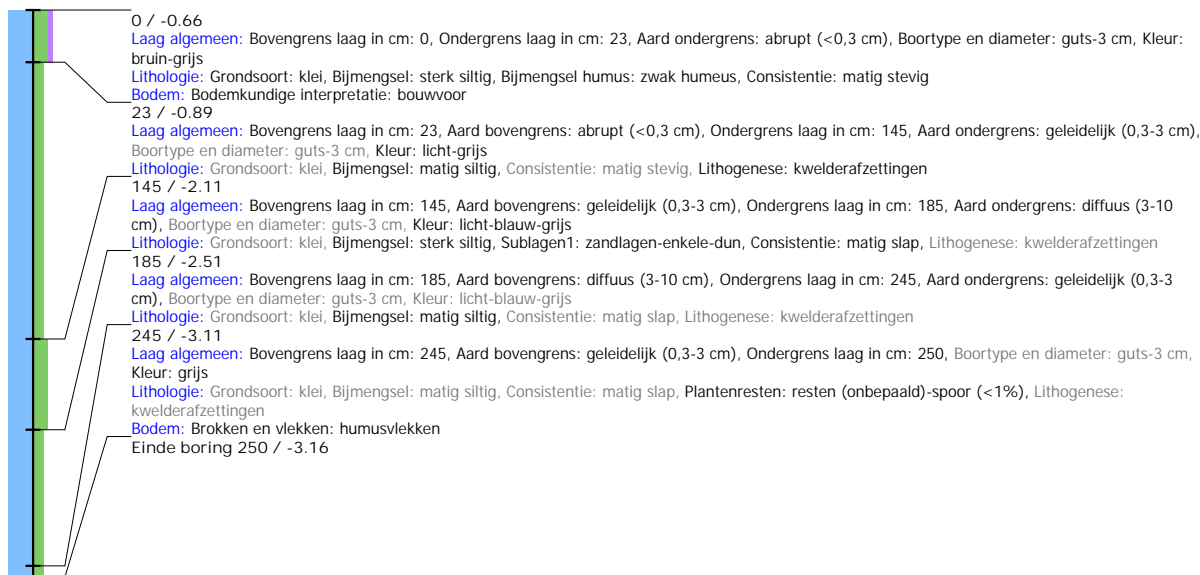 0 / -0.66
Laag algemeen: Bovengrens laag in cm: 0, Ondergrens laag in cm: 23, Aard ondergrens: abrupt (<0,3 cm), Boortype en diameter: guts-3 cm, Kleur:
bruin-grijs
Lithologie: Grondsoort: klei, Bijmengsel: sterk siltig, Bijmengsel humus: zwak humeus, Consistentie: matig stevig
Bodem: Bodemkundige interpretatie: bouwvoor
23 / -0.89
Laag algemeen: Bovengrens laag in cm: 23, Aard bovengrens: abrupt (<0,3 cm), Ondergrens laag in cm: 145, Aard ondergrens: geleidelijk (0,3-3 cm),
Boortype en diameter: guts-3 cm, Kleur: licht-grijs
Lithologie: Grondsoort: klei, Bijmengsel: matig siltig, Consistentie: matig stevig, Lithogenese: kwelderafzettingen
145 / -2.11
Laag algemeen: Bovengrens laag in cm: 145, Aard bovengrens: geleidelijk (0,3-3 cm), Ondergrens laag in cm: 185, Aard ondergrens: diffuus (3-10
cm), Boortype en diameter: guts-3 cm, Kleur: licht-blauw-grijs
Lithologie: Grondsoort: klei, Bijmengsel: sterk siltig, Sublagen1: zandlagen-enkele-dun, Consistentie: matig slap, Lithogenese: kwelderafzettingen
185 / -2.51
Laag algemeen: Bovengrens laag in cm: 185, Aard bovengrens: diffuus (3-10 cm), Ondergrens laag in cm: 245, Aard ondergrens: geleidelijk (0,3-3
cm), Boortype en diameter: guts-3 cm, Kleur: licht-blauw-grijs
Lithologie: Grondsoort: klei, Bijmengsel: matig siltig, Consistentie: matig slap, Lithogenese: kwelderafzettingen
245 / -3.11
Laag algemeen: Bovengrens laag in cm: 245, Aard bovengrens: geleidelijk (0,3-3 cm), Ondergrens laag in cm: 250, Boortype en diameter: guts-3 cm,
Kleur: grijs
Lithologie: Grondsoort: klei, Bijmengsel: matig siltig, Consistentie: matig slap, Plantenresten: resten (onbepaald)-spoor (<1%), Lithogenese:
kwelderafzettingen
Bodem: Brokken en vlekken: humusvlekken
Einde boring 250 / -3.16